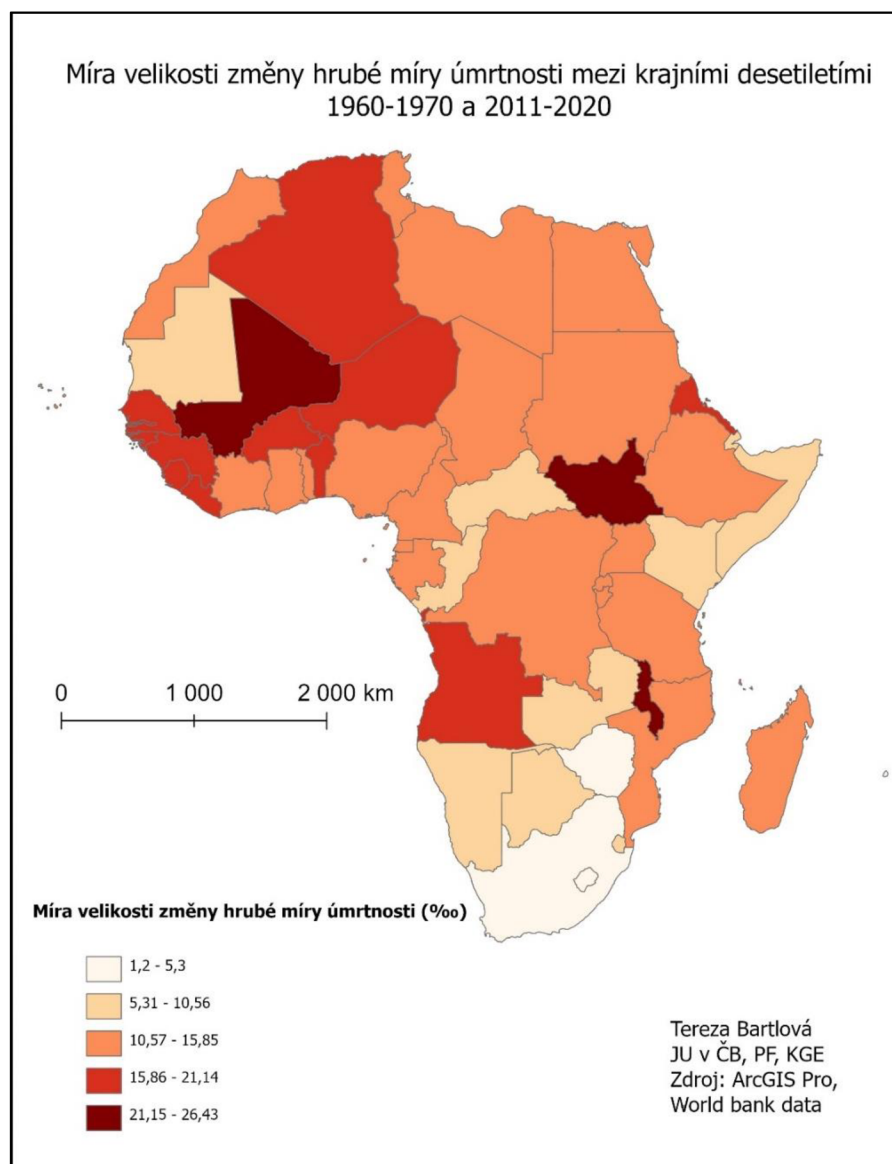 Míra velikosti změny hrubé míry úmrtnosti mezi krajními desetiletími
1960-1970 a 2011-2020
0 1 000 2 000 km
Míra velikosti změny hrubé míry úmrtnosti (‰)
1,2 - 5,3
5,31 - 10,56
10,57 - 15,85
15,86 - 21,14
21,15 - 26,43
Tereza Bartlová
JU v ČB, PF, KGE
Zdroj: ArcGIS Pro,
World bank data